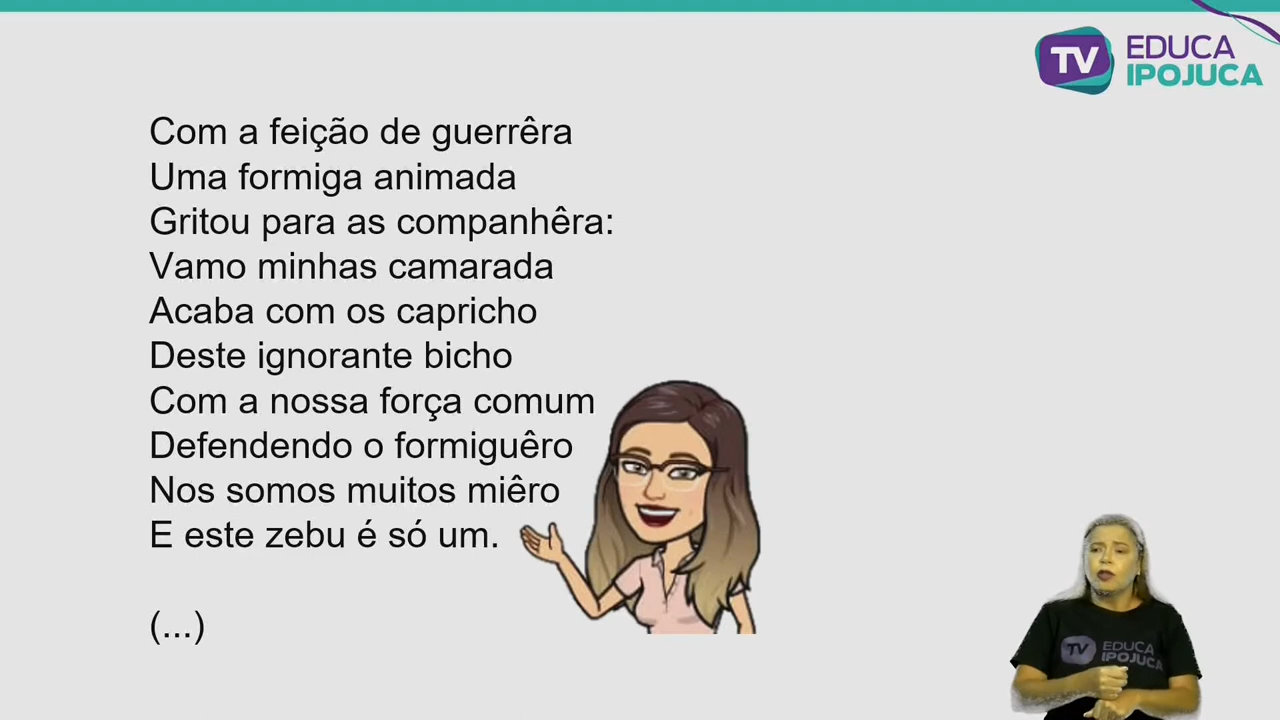 TV EDUCA
IPOJUCA
Com a feição de guerrêra
Uma formiga animada
Gritou para as companhêra:
Vamo minhas camarada
Acaba com os capricho
Deste ignorante bicho
Com a nossa força comum
Defendendo o formiguêro
Nos somos muitos miêro
E este zebu é só um.
(...)
TV EDUCA
IPOJUCA